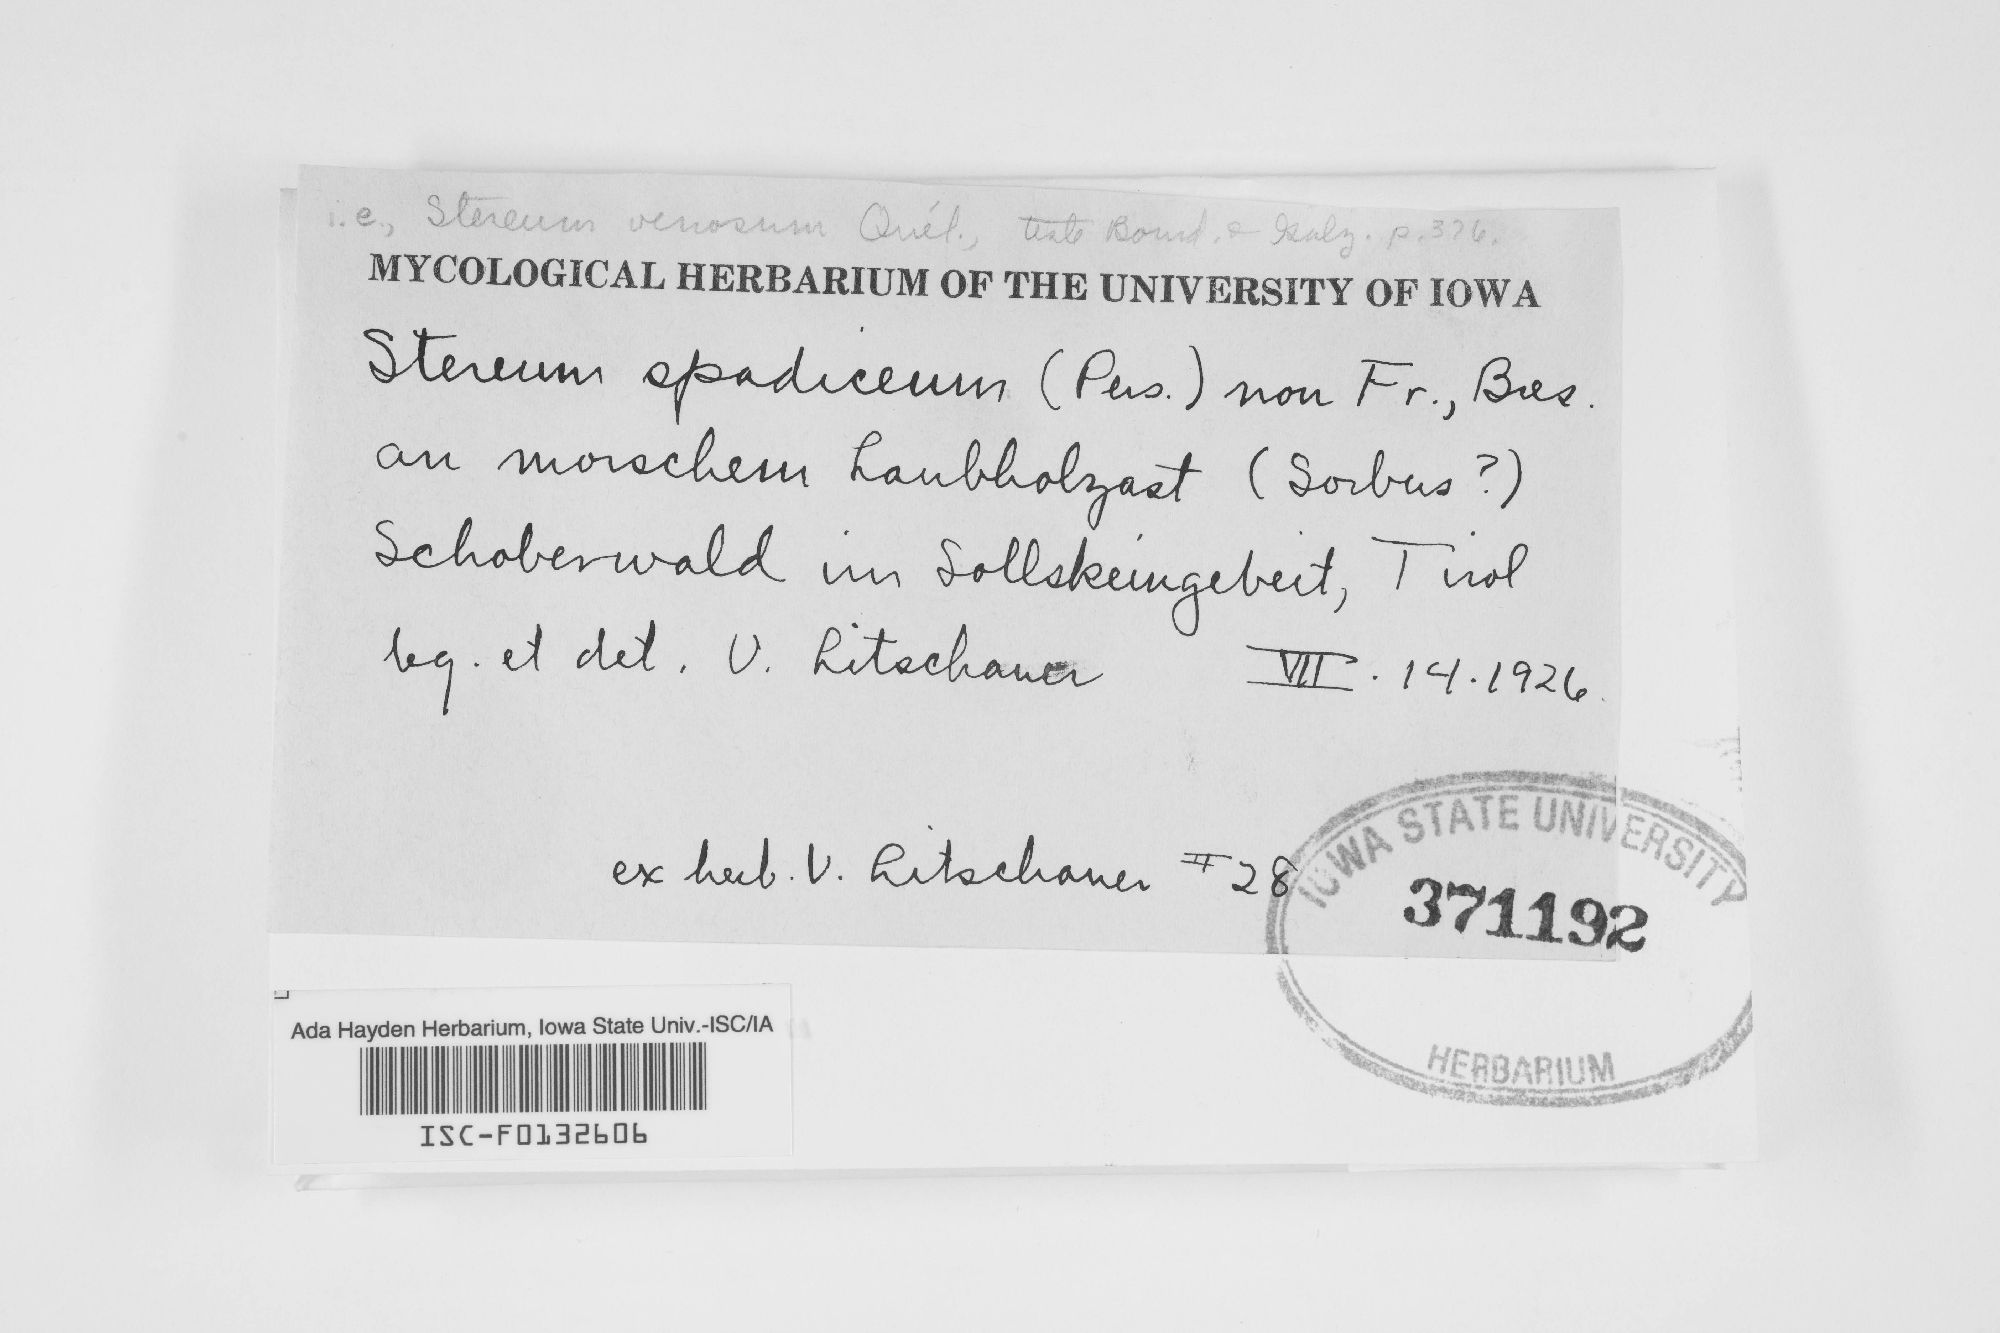 i.e., Stereum venosum Quél., teste Bourd. & Galz. p. 376.
MYCOLOGICAL HERBARIUM OF THE UNIVERSITY OF IOWA
Stereum spadiceum (Pers.) non Fr., Bres.
an morschem Laubholzast (Sorbus?)
Schoberwald im Sollskeingebeit, Tirol
leg. et det. V. Litschauer VII. 14. 1926.
ex herb. V. Litschauer # 28
IOWA STATE UNIVERSITY
371192
HERBARIUM
Ada Hayden Herbarium, Iowa State Univ.-ISC/IA
ISC-F0132606